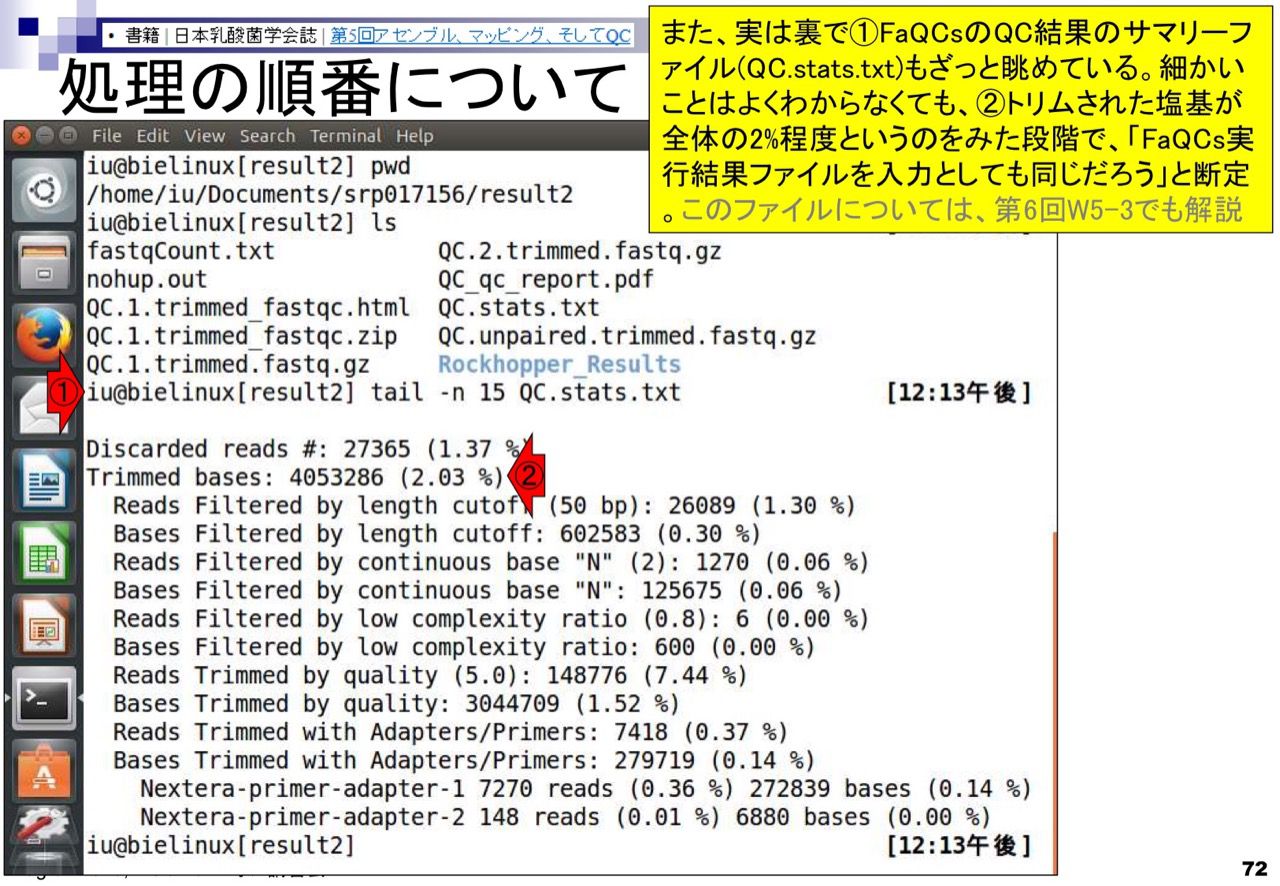 • 書籍 | 日本乳酸菌学会誌 | 第5回アセンブル、マッピング、そしてQC
処理の順番について
また、実は裏で①FaQCsのQC結果のサマリーフ
ァイル(QC.stats.txt)もざっと眺めている。細かい
ことはよくわからなくても、②トリムされた塩基が
全体の2%程度というのをみた段階で、「FaQCs実
行結果ファイルを入力としても同じだろう」と断定
。このファイルについては、第6回W5-3でも解説
File Edit View Search Terminal Help
iu@bielinux[result2] pwd
/home/iu/Documents/srp017156/result2
iu@bielinux[result2] ls
fastqCount.txt QC.2.trimmed.fastq.gz
nohup.out QC_qc_report.pdf
QC.1.trimmed_fastqc.html QC.stats.txt
QC.1.trimmed_fastqc.zip QC.unpaired.trimmed.fastq.gz
QC.1.trimmed.fastq.gz Rockhopper_Results
① iu@bielinux[result2] tail -n 15 QC.stats.txt [12:13午後]
Discarded reads #: 27365 (1.37 %)
Trimmed bases: 4053286 (2.03 %) ②
Reads Filtered by length cutoff (50 bp): 26089 (1.30 %)
Bases Filtered by length cutoff: 602583 (0.30 %)
Reads Filtered by continuous base "N" (2): 1270 (0.06 %)
Bases Filtered by continuous base "N": 125675 (0.06 %)
Reads Filtered by low complexity ratio (0.8): 6 (0.00 %)
Bases Filtered by low complexity ratio: 600 (0.00 %)
Reads Trimmed by quality (5.0): 148776 (7.44 %)
Bases Trimmed by quality: 3044709 (1.52 %)
Reads Trimmed with Adapters/Primers: 7418 (0.37 %)
Bases Trimmed with Adapters/Primers: 279719 (0.14 %)
Nextera-primer-adapter-1 7270 reads (0.36 %) 272839 bases (0.14 %)
Nextera-primer-adapter-2 148 reads (0.01 %) 6880 bases (0.00 %)
iu@bielinux[result2] [12:13午後]
72